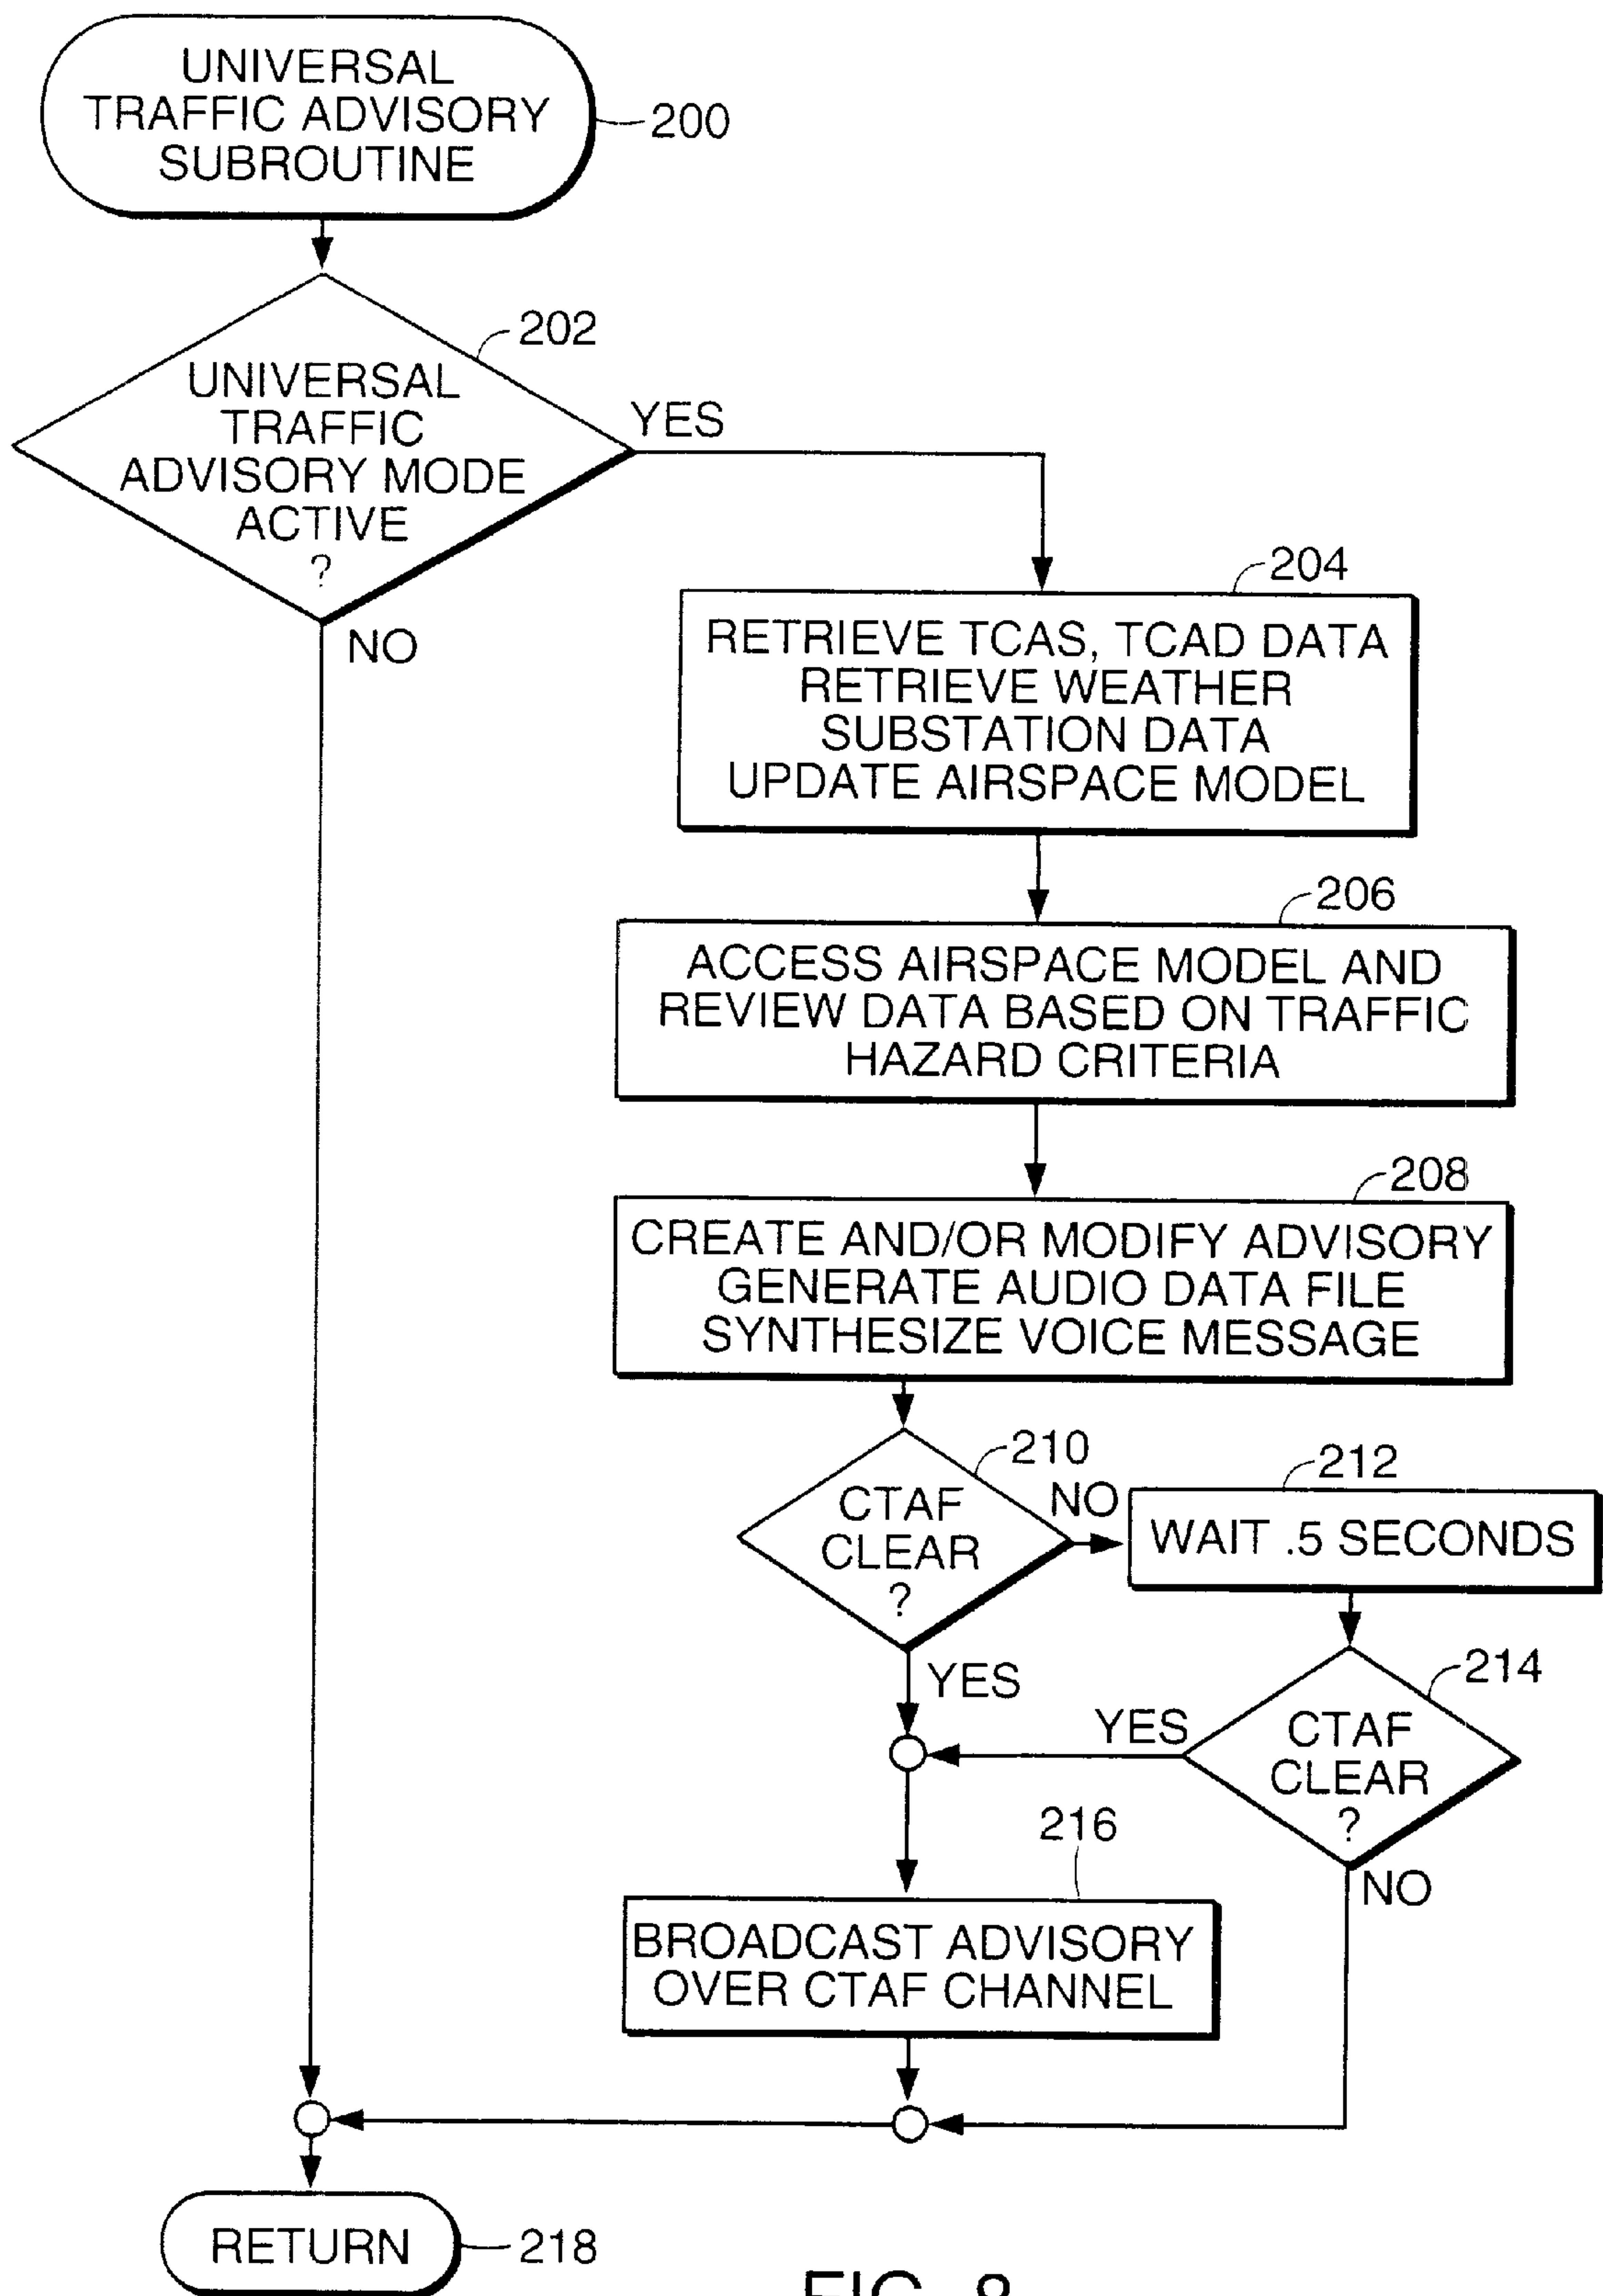 UNIVERSAL
TRAFFIC ADVISORY
SUBROUTINE
200
202
UNIVERSAL
TRAFFIC
ADVISORY MODE
ACTIVE
?
YES
NO
204
RETRIEVE TCAS, TCAD DATA
RETRIEVE WEATHER
SUBSTATION DATA
UPDATE AIRSPACE MODEL
206
ACCESS AIRSPACE MODEL AND
REVIEW DATA BASED ON TRAFFIC
HAZARD CRITERIA
208
CREATE AND/OR MODIFY ADVISORY
GENERATE AUDIO DATA FILE
SYNTHESIZE VOICE MESSAGE
210
CTAF
CLEAR
?
NO
212
WAIT .5 SECONDS
YES
214
CTAF
CLEAR
?
YES
NO
216
BROADCAST ADVISORY
OVER CTAF CHANNEL
RETURN
218
FIG. 8